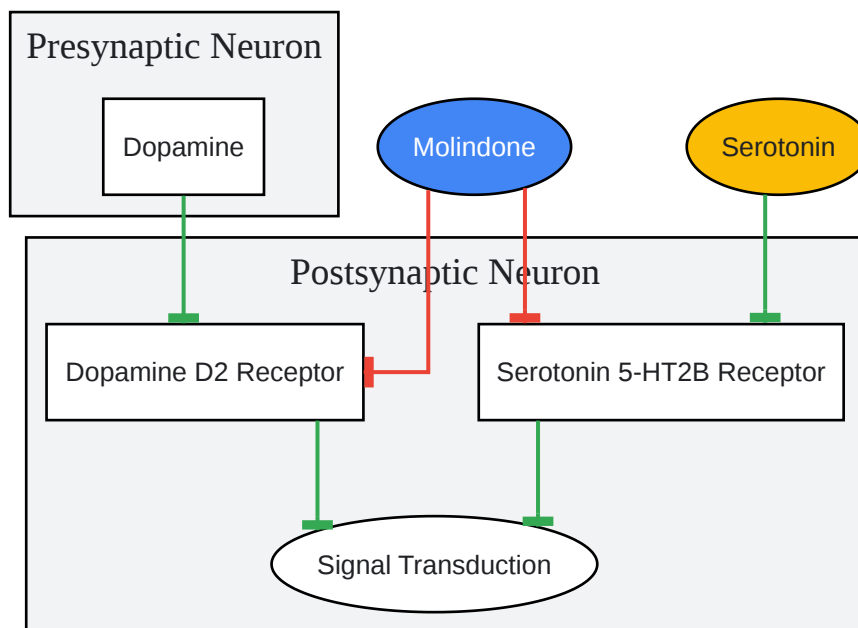 Presynaptic Neuron
Dopamine
Molindone
Serotonin
Postsynaptic Neuron
Dopamine D2 Receptor
Serotonin 5-HT2B Receptor
Signal Transduction